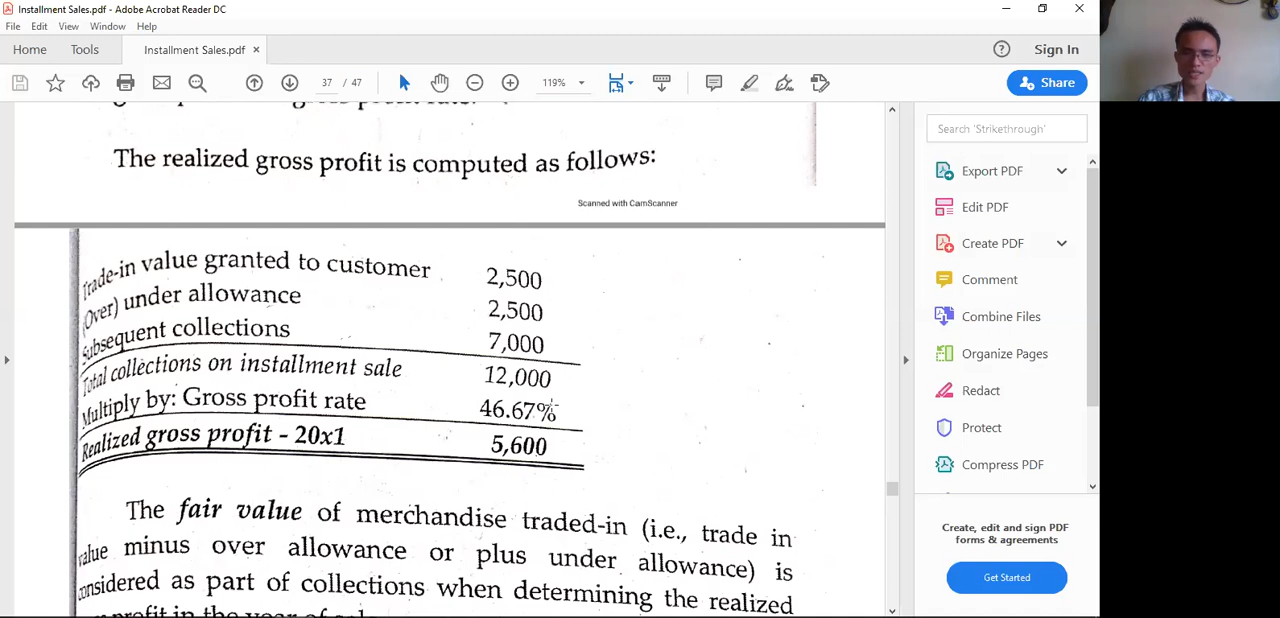 Installment Sales.pdf - Adobe Acrobat Reader DC
File Edit View Window Help
Home Tools Installment Sales.pdf ×
? Sign In
37 / 47 119% Share
The realized gross profit is computed as follows:
Scanned with CamScanner
Trade-in value granted to customer 2,500
(Over) under allowance 2,500
Subsequent collections 7,000
Total collections on installment sale 12,000
Multiply by: Gross profit rate 46.67%
Realized gross profit - 20x1 5,600
The fair value of merchandise traded-in (i.e., trade in
value minus over allowance or plus under allowance) is
considered as part of collections when determining the realized
profit in the year of
Search 'Strikethrough'
Export PDF
Edit PDF
Create PDF
Comment
Combine Files
Organize Pages
Redact
Protect
Compress PDF
Create, edit and sign PDF
forms & agreements
Get Started